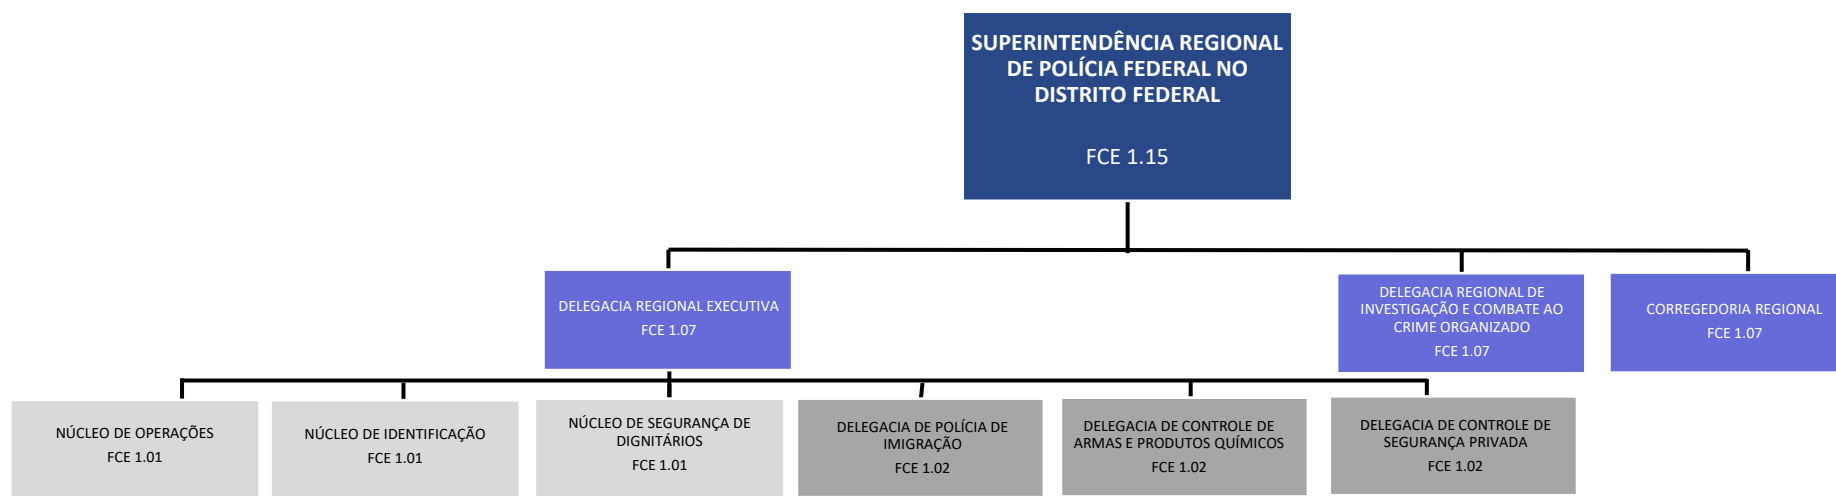 SUPERINTENDÊNCIA REGIONAL
DE POLÍCIA FEDERAL NO
DISTRITO FEDERAL
FCE 1.15
DELEGACIA REGIONAL EXECUTIVA
FCE 1.07
DELEGACIA REGIONAL DE
INVESTIGAÇÃO E COMBATE AO
CRIME ORGANIZADO
FCE 1.07
CORREGEDORIA REGIONAL
FCE 1.07
NÚCLEO DE OPERAÇÕES
FCE 1.01
NÚCLEO DE IDENTIFICAÇÃO
FCE 1.01
NÚCLEO DE SEGURANÇA DE
DIGNITÁRIOS
FCE 1.01
DELEGACIA DE POLÍCIA DE
IMIGRAÇÃO
FCE 1.02
DELEGACIA DE CONTROLE DE
ARMAS E PRODUTOS QUÍMICOS
FCE 1.02
DELEGACIA DE CONTROLE DE
SEGURANÇA PRIVADA
FCE 1.02